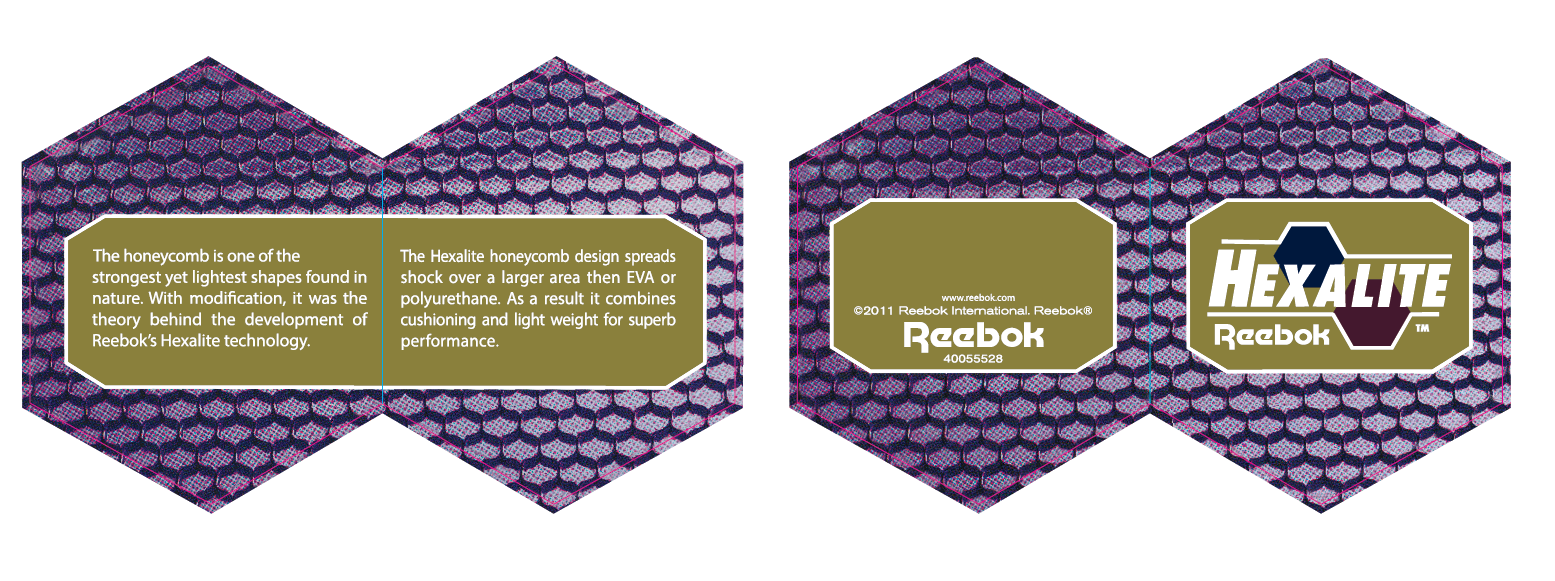 The honeycomb is one of the
strongest yet lightest shapes found in
nature. With modification, it was the
theory behind the development of
Reebok's Hexalite technology.
The Hexalite honeycomb design spreads
shock over a larger area then EVA or
polyurethane. As a result it combines
cushioning and light weight for superb
performance.
www.reebok.com
©2011 Reebok International. Reebok®
Reebok
40055528
HEXALITE
Reebok ™